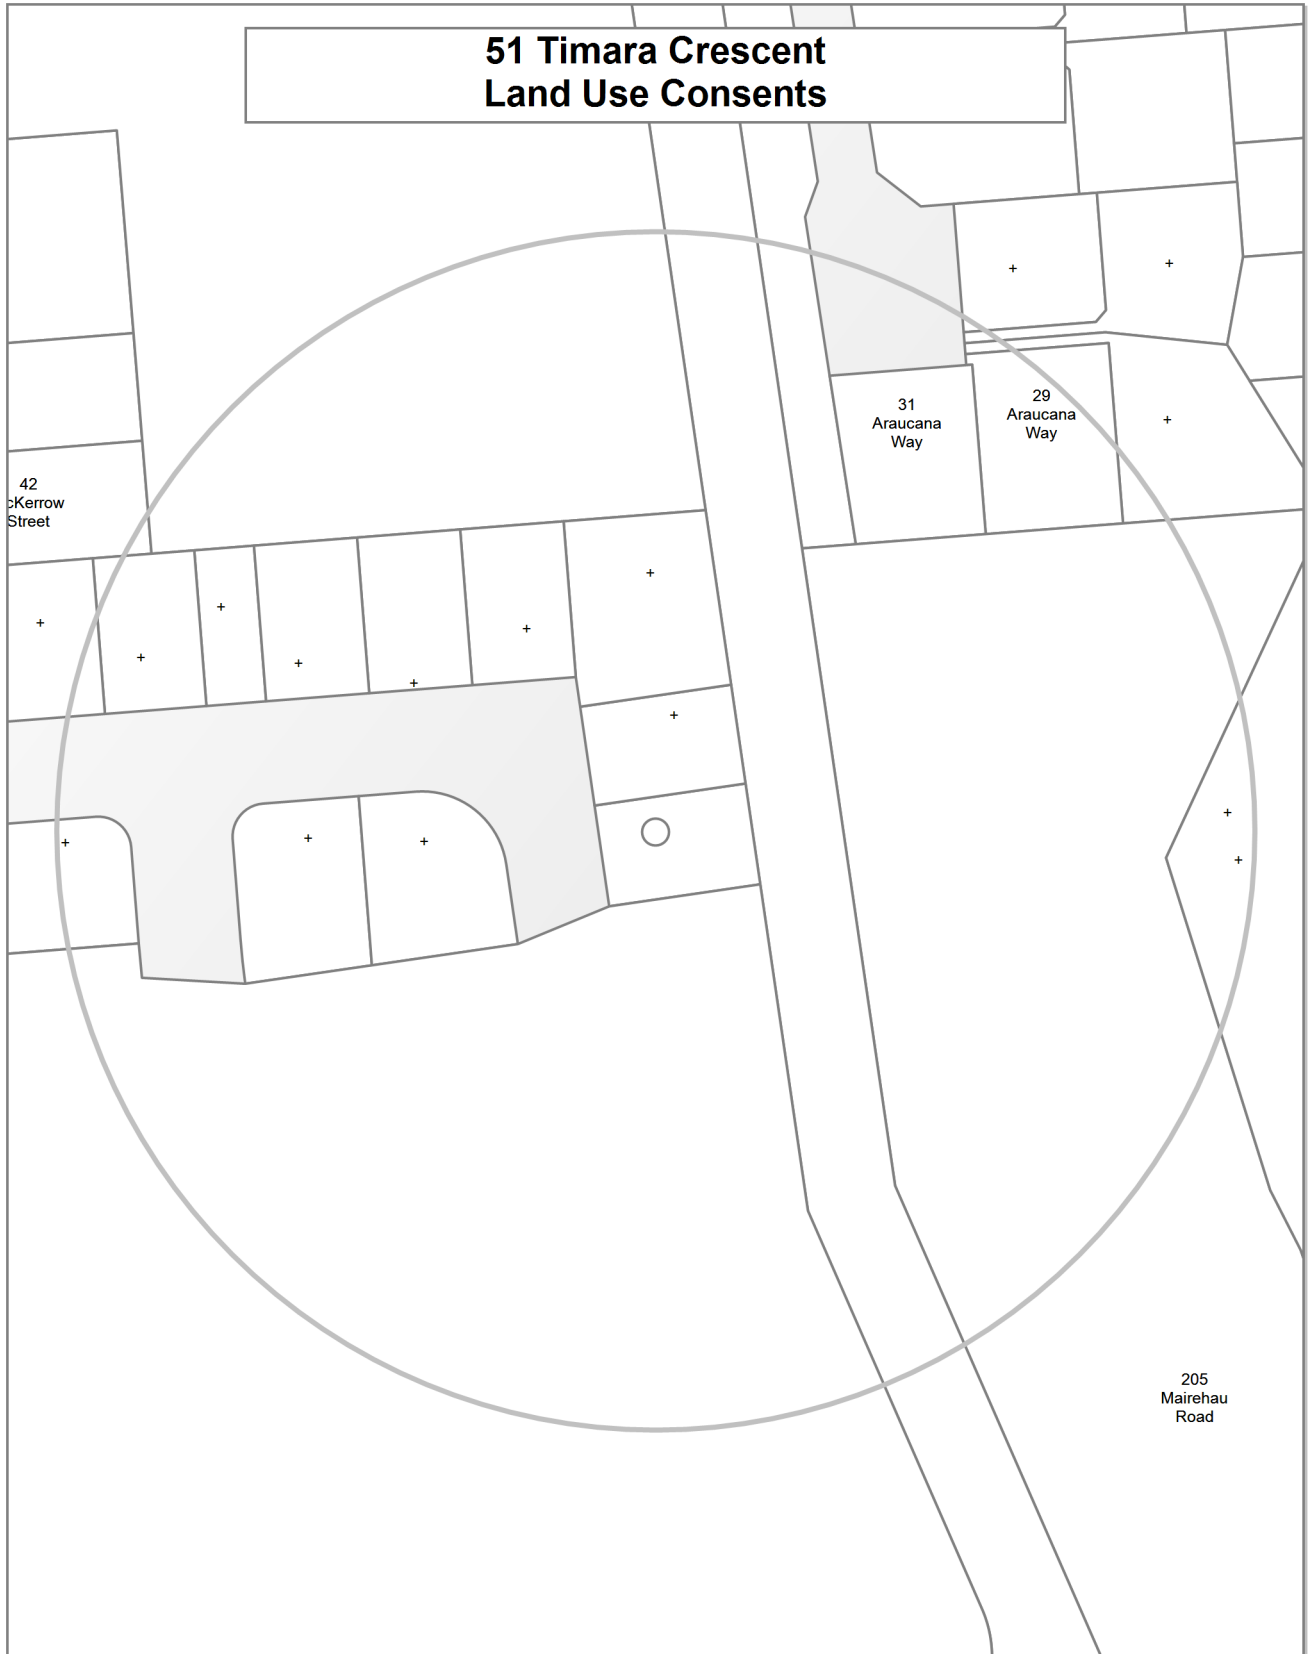 51 Timara Crescent
Land Use Consents
31
Araucana
Way
29
Araucana
Way
42
cKerrow
Street
205
Mairehau
Road